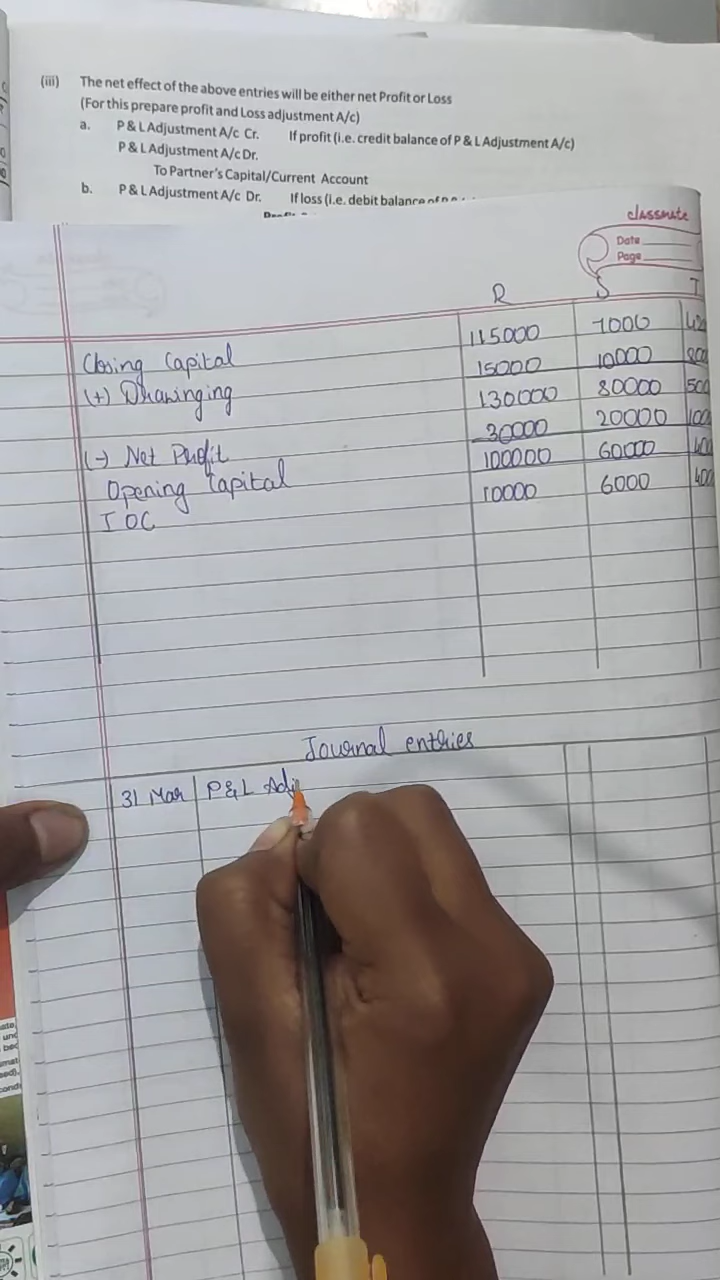 (iii) The net effect of the above entries will be either net Profit or Loss
(For this prepare profit and Loss adjustment A/c)
a. P & L Adjustment A/c Cr. If profit (i.e. credit balance of P & L Adjustment A/c)
P & L Adjustment A/c Dr.
To Partner's Capital/Current Account
b. P & L Adjustment A/c Dr. If loss (i.e. debit balance of
classmate
Date
Page
R S T
Closing Capital 115000 7000
(+) Drawinging 15000 10000
130000 80000
(-) Net Profit 30000 20000
Opening Capital 100000 60000
IOC 10000 6000
Journal entries
31 Mar P&L Adj